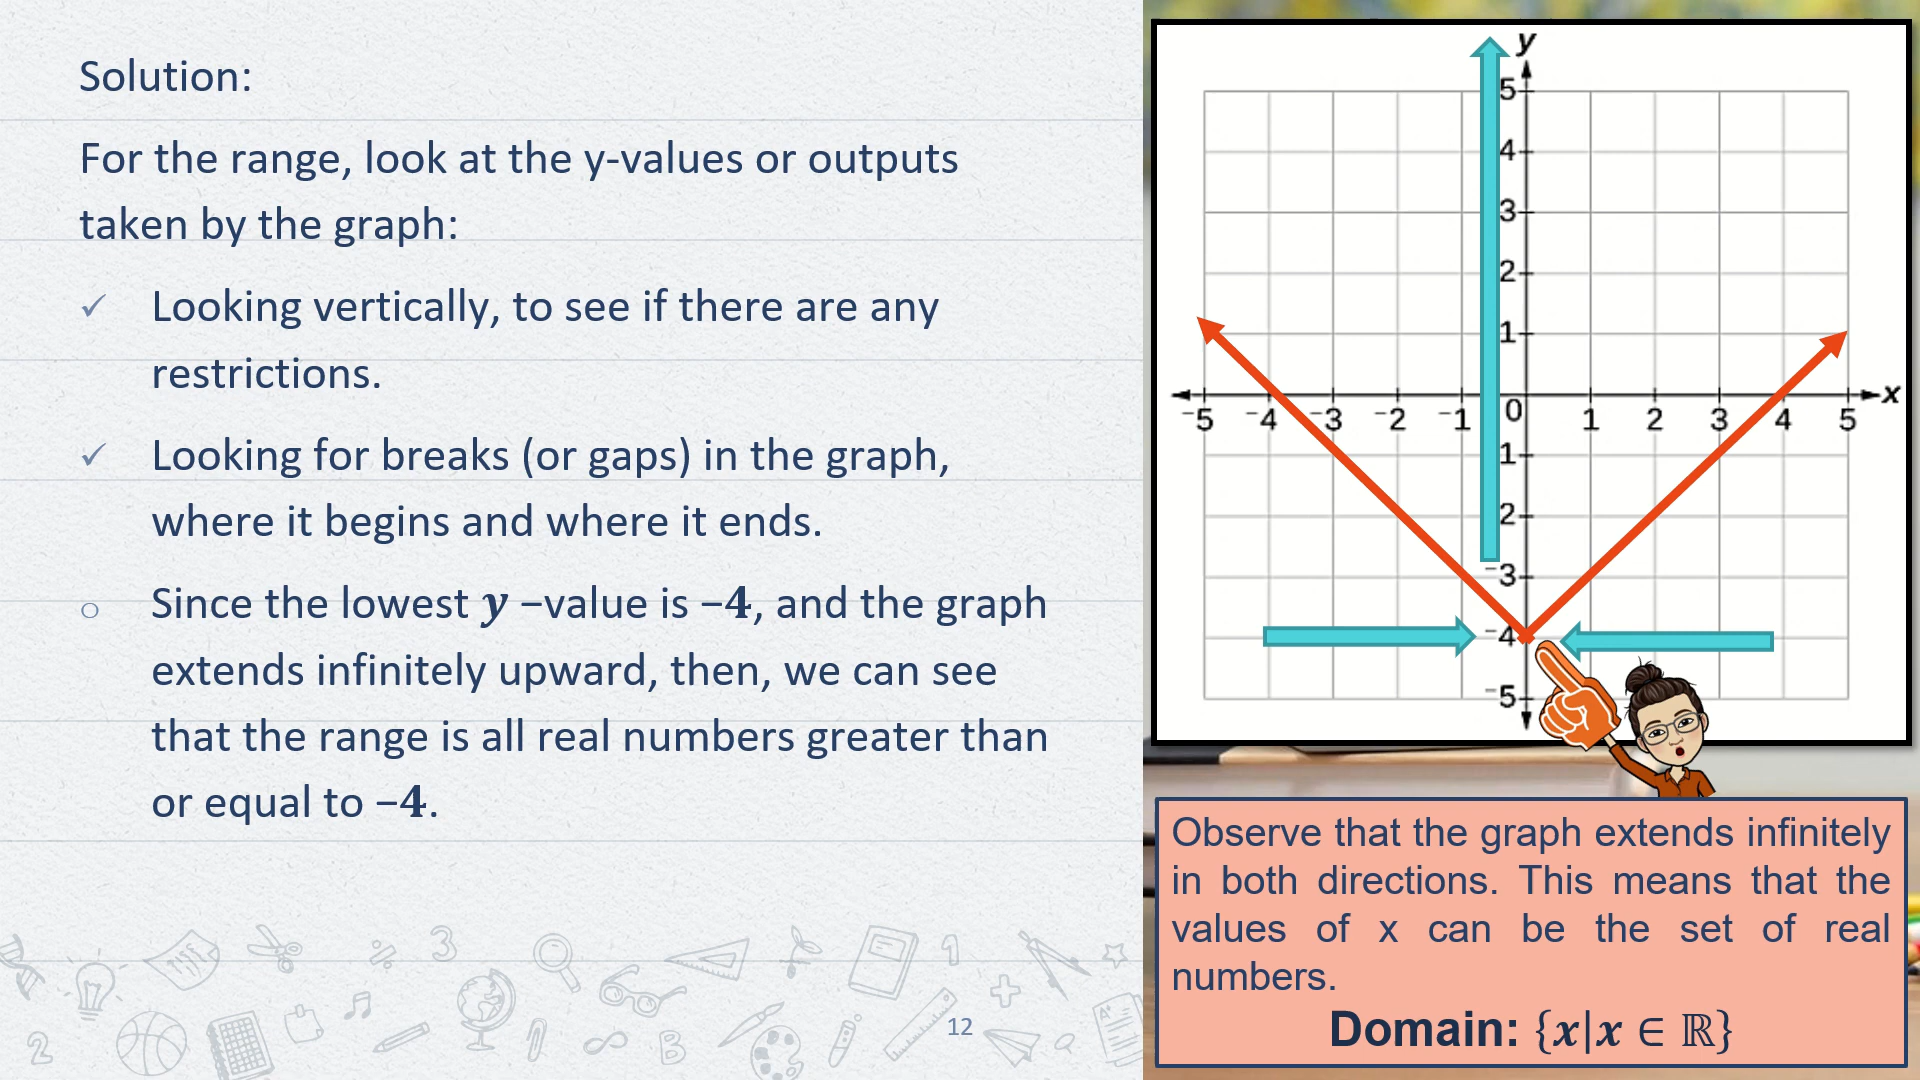 Solution:
For the range, look at the y-values or outputs
taken by the graph:
✓ Looking vertically, to see if there are any
restrictions.
✓ Looking for breaks (or gaps) in the graph,
where it begins and where it ends.
○ Since the lowest y −value is −4, and the graph
extends infinitely upward, then, we can see
that the range is all real numbers greater than
or equal to −4.
12
y
5
4
3
2
1
x
-5 -4 -3 -2 -1 0 1 2 3 4 5
1
2
-3
-4
-5
Observe that the graph extends infinitely
in both directions. This means that the
values of x can be the set of real
numbers.
Domain: {x|x ∈ ℝ}